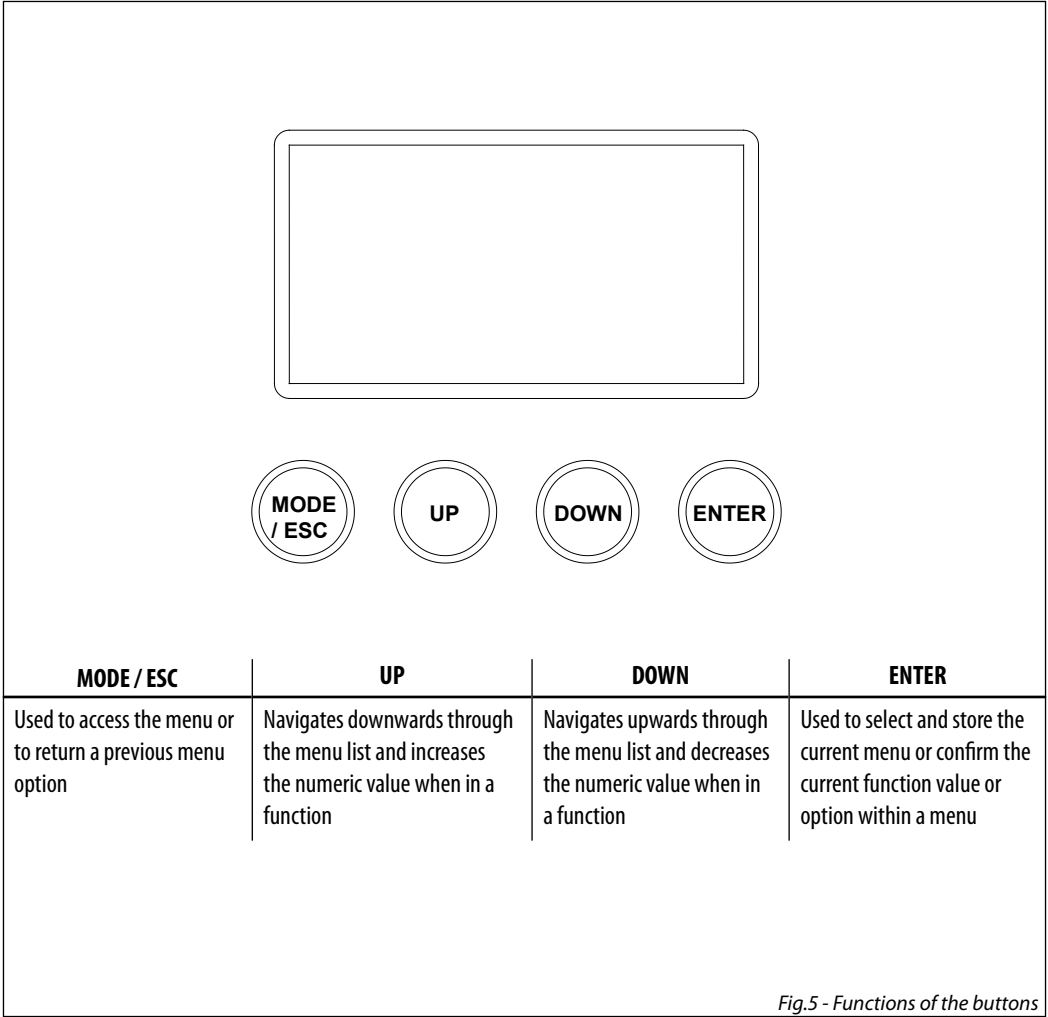 MODE
/ ESC
UP
DOWN
ENTER
MODE / ESC
UP
DOWN
ENTER
Used to access the menu or
to return a previous menu
option
Navigates downwards through
the menu list and increases
the numeric value when in a
function
Navigates upwards through
the menu list and decreases
the numeric value when in
a function
Used to select and store the
current menu or confirm the
current function value or
option within a menu
Fig.5 - Functions of the buttons